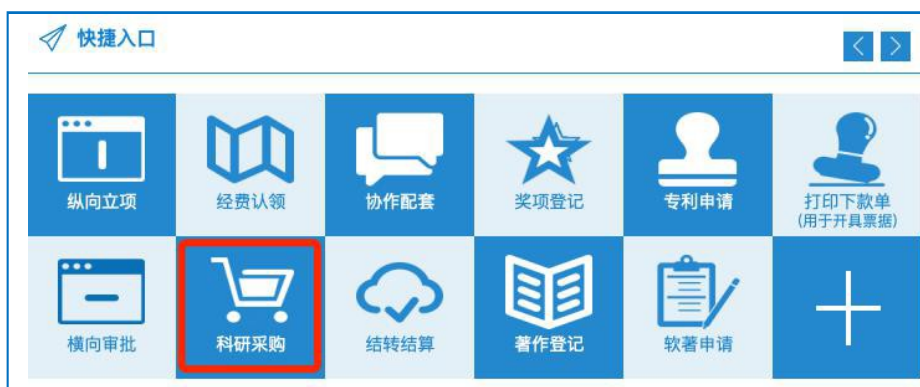 快捷入口
纵向立项
经费认领
协作配套
奖项登记
专利申请
打印下款单
(用于开具票据)
横向审批
科研采购
结转结算
著作登记
软著申请